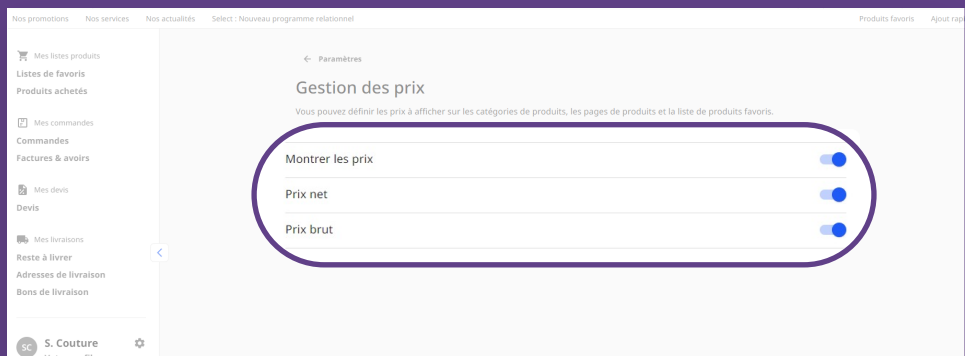 Nos promotions Nos services Nos actualités Select : Nouveau programme relationnel Produits favoris Ajout
Mes listes produits
Listes de favoris
Produits achetés
Mes commandes
Commandes
Factures & avoirs
Mes devis
Devis
Mes livraisons
Reste à livrer
Adresses de livraison
Bons de livraison
SC S. Couture
← Paramètres
Gestion des prix
Vous pouvez définir les prix à afficher sur les catégories de produits, les pages de produits et la liste de produits favoris.
Montrer les prix
Prix net
Prix brut